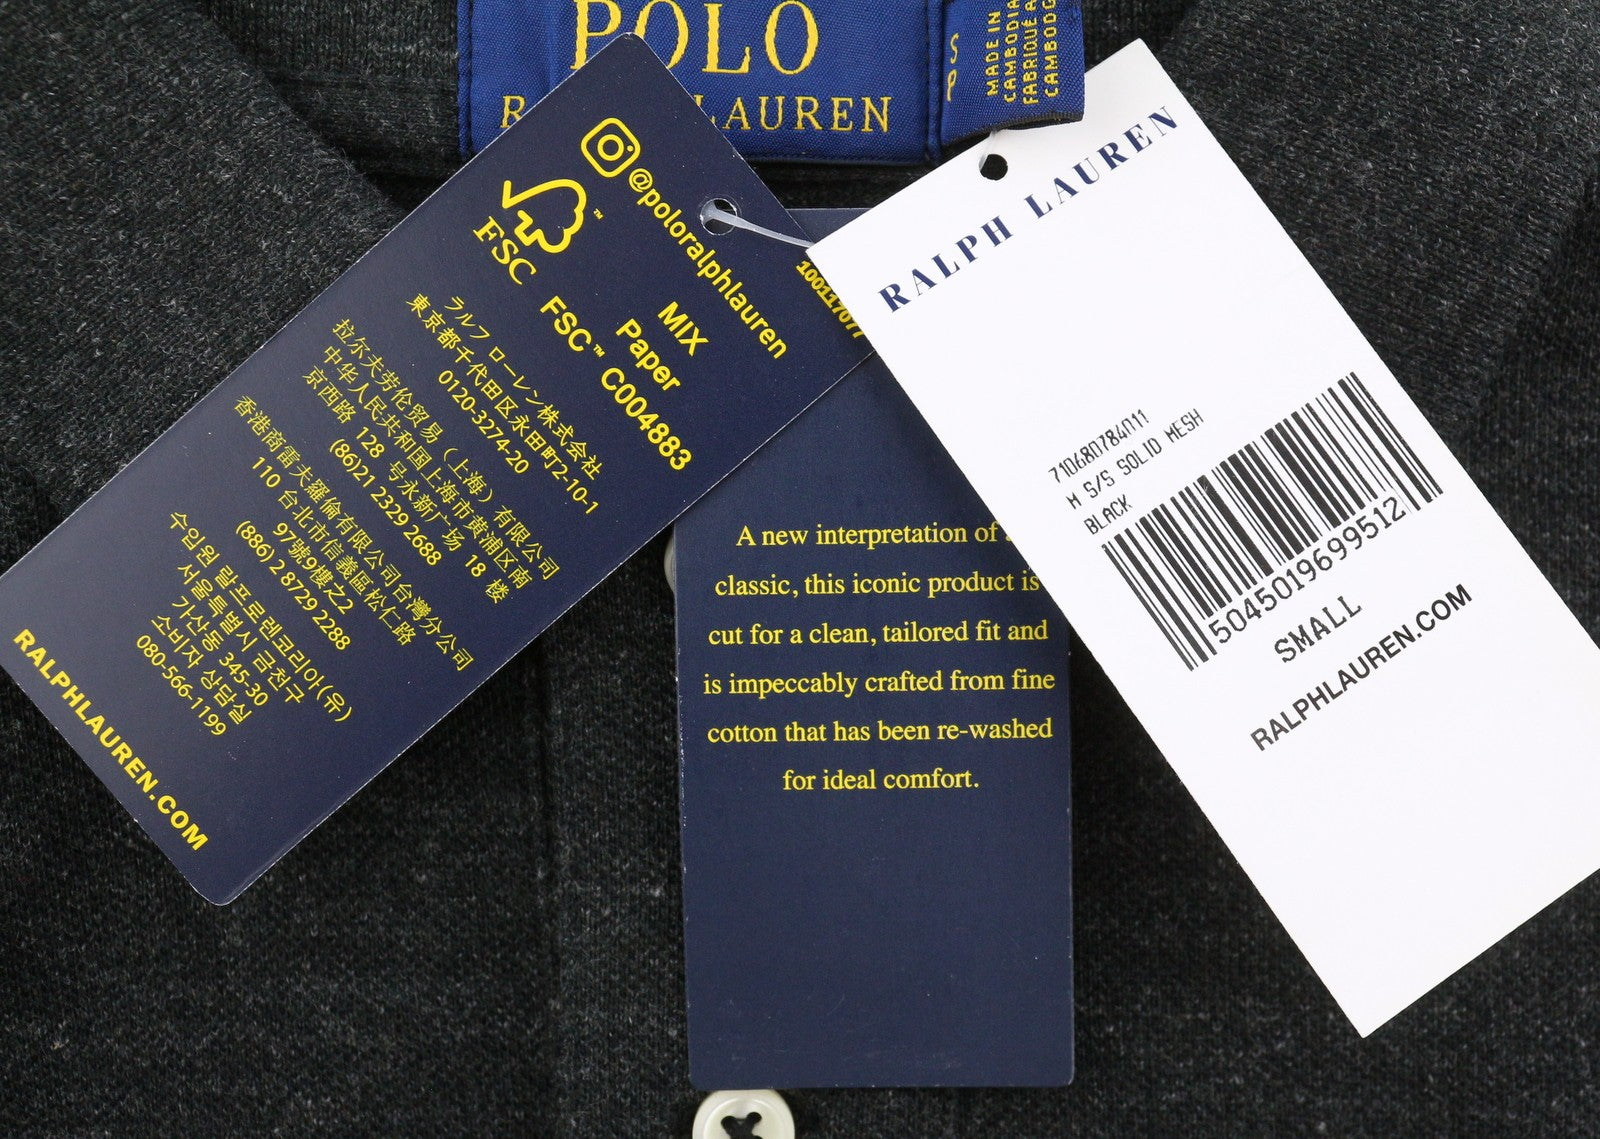 POLO
LAUREN
S
P
MADE IN
CAMBODIA
FABRIQUÉ
CAMBODG
@poloralphlauren
FSC
™
MIX
Paper
FSC™ C004883
ラルフ ローレン株式会社
東京都千代田区永田町2-10-1
0120-3274-20
拉尔夫劳伦贸易（上海）有限公司
中华人民共和国上海市黄浦区南
京西路 128 号永新广场 18 楼
(86)21 2329 2688
香港商雷夫羅倫有限公司台灣分公司
110 台北市信義區松仁路
97號9樓之2
(886)2 8729 2288
수입원 랄프로렌코리아(유)
서울특별시 금천구
가산동 345-30
소비자 상담실
080-566-1199
RALPHLAUREN.COM
A new interpretation of
classic, this iconic product is
cut for a clean, tailored fit and
is impeccably crafted from fine
cotton that has been re-washed
for ideal comfort.
RALPH LAUREN
710680784011
M S/S SOLID MESH
BLACK
5045019699512
SMALL
RALPHLAUREN.COM